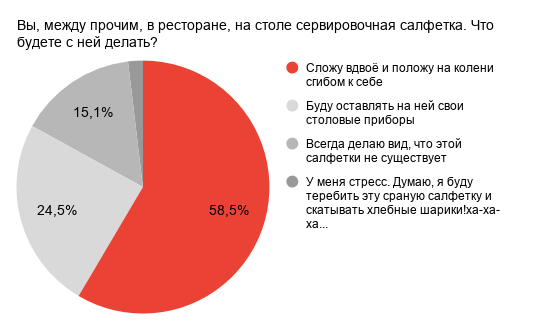 Вы, между прочим, в ресторане, на столе сервировочная салфетка. Что
будете с ней делать?
Сложу вдвоё и положу на колени
сгибом к себе
Буду оставлять на ней свои
столовые приборы
Всегда делаю вид, что этой
салфетки не существует
У меня стресс. Думаю, я буду
теребить эту сраную салфетку и
скатывать хлебные шарики!ха-ха-
ха...
15,1%
24,5%
58,5%